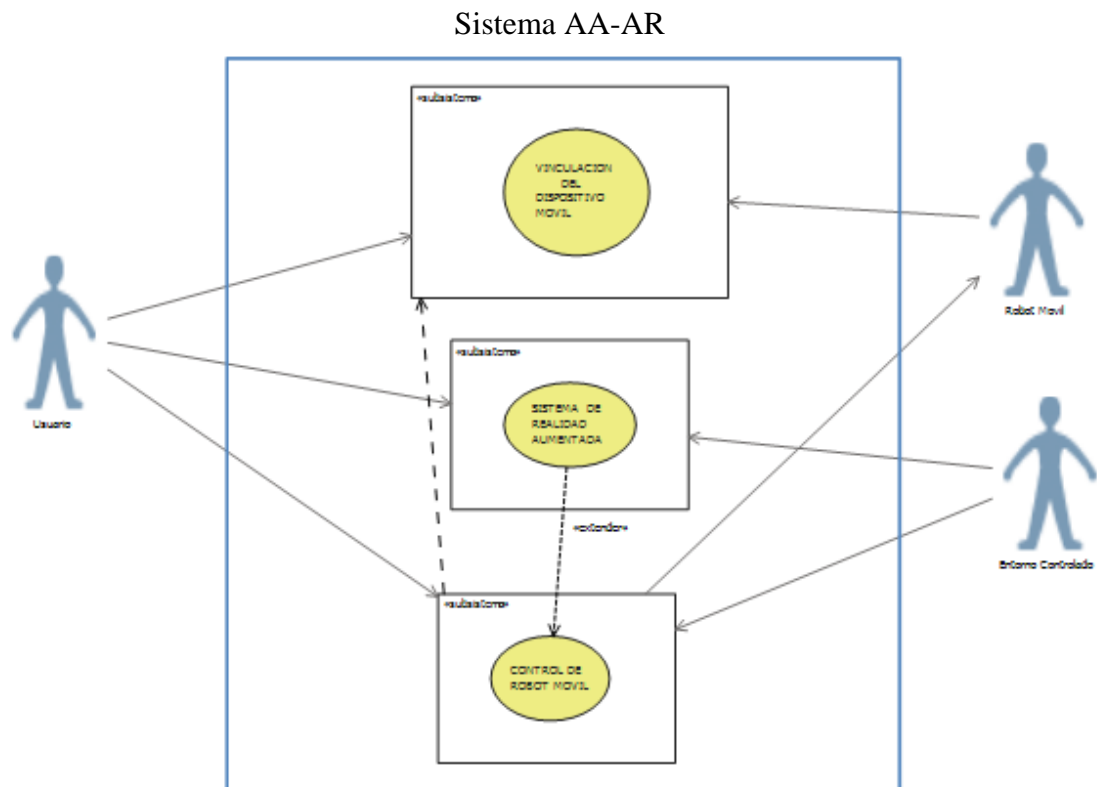 Sistema AA-AR
«subsistema»
VINCULACION
DEL
DISPOSITIVO
MOVIL
Robot Movil
«subsistema»
SISTEMA DE
REALIDAD
AUMENTADA
Usuario
«extender»
Entorno Controlado
«subsistema»
CONTROL DE
ROBOT MOVIL